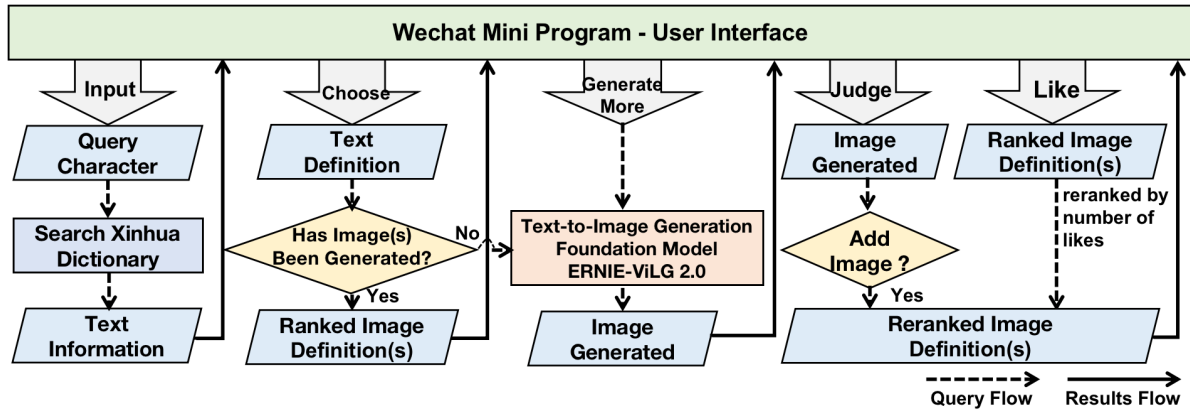 Wechat Mini Program - User Interface
Input
Choose
Generate
More
Judge
Like
Query
Character
Text
Definition
Image
Generated
Ranked Image
Definition(s)
Search Xinhua
Dictionary
Has Image(s)
Been Generated?
No
Text-to-Image Generation
Foundation Model
ERNIE-ViLG 2.0
Add
Image ?
reranked by
number of
likes
Yes
Yes
Text
Information
Ranked Image
Definition(s)
Image
Generated
Reranked Image
Definition(s)
Query Flow
Results Flow